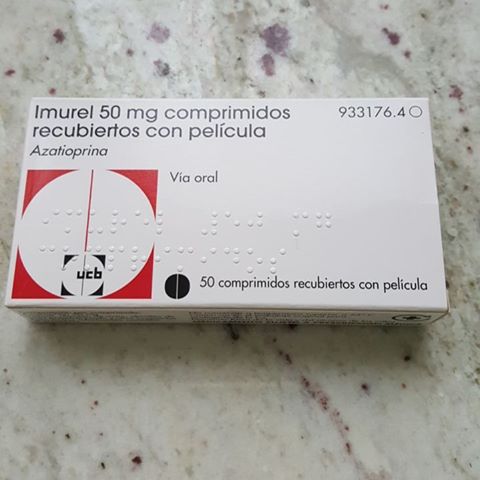 Imurel 50 mg comprimidos
recubiertos con película
933176.4
Azatioprina
Vía oral
ucb
50 comprimidos recubiertos con película